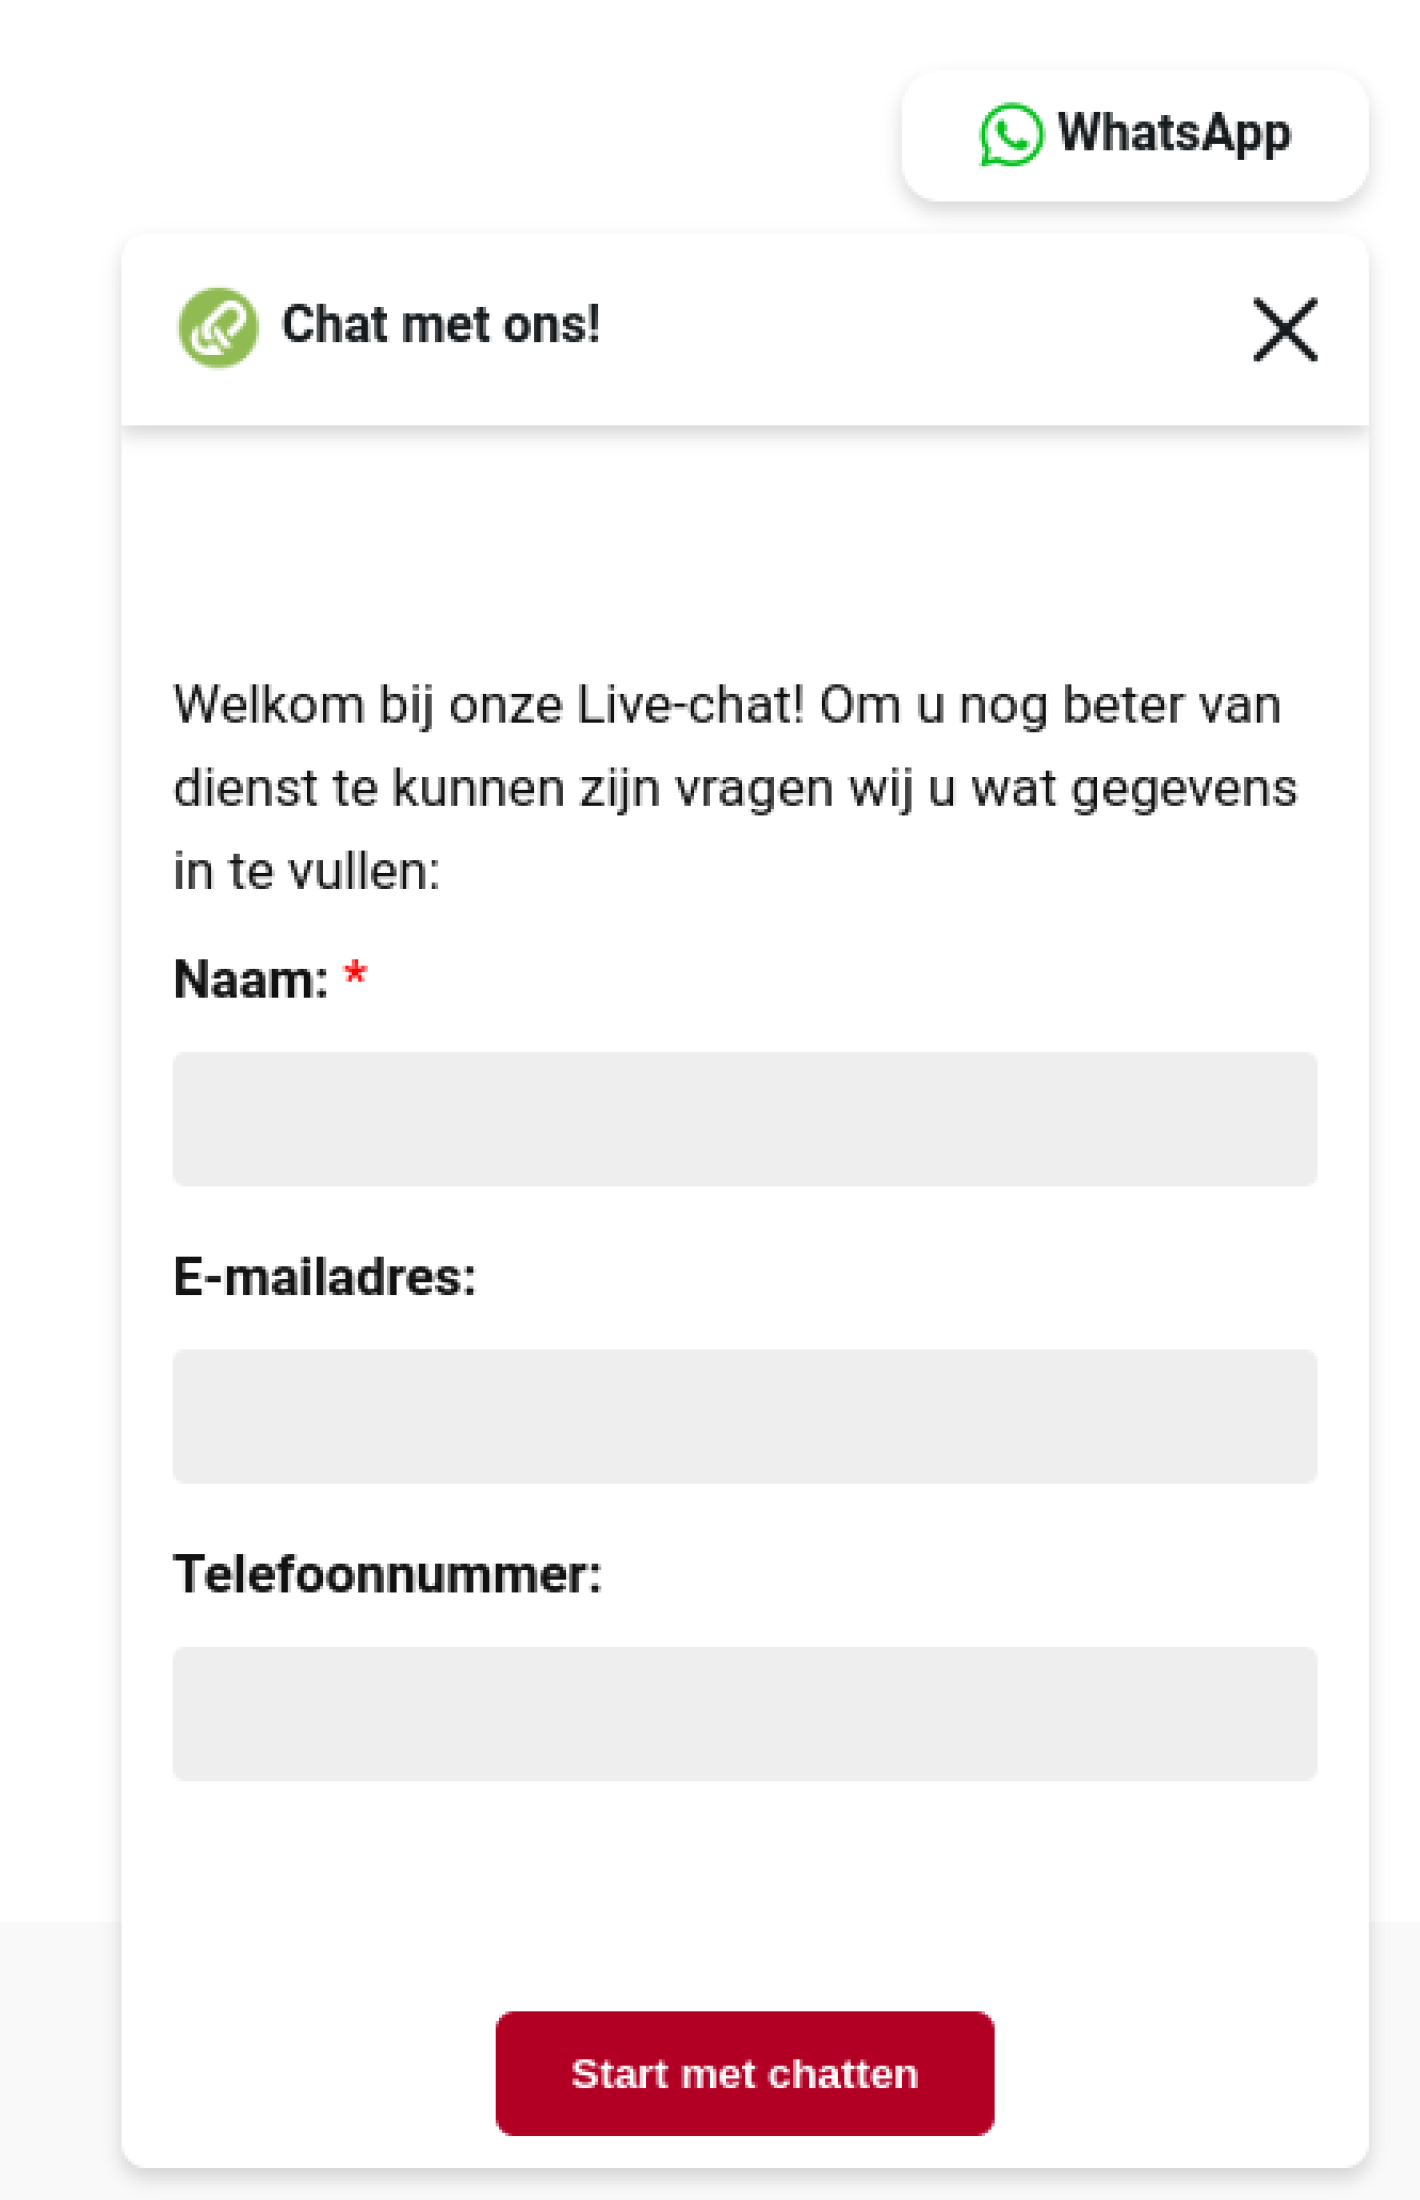 WhatsApp
Chat met ons!
Welkom bij onze Live-chat! Om u nog beter van
dienst te kunnen zijn vragen wij u wat gegevens
in te vullen:
Naam: *
E-mailadres:
Telefoonnummer:
Start met chatten